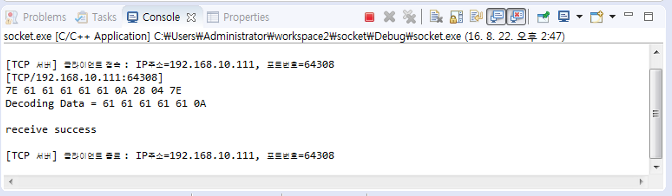 Problems Tasks Console Properties
socket.exe [C/C++ Application] C:₩Users₩Administrator₩workspace2₩socket₩Debug₩socket.exe (16. 8. 22. 오후 2:47)
[TCP 서버] 클라이언트 접속 : IP주소=192.168.10.111, 포트번호=64308
[TCP/192.168.10.111:64308]
7E 61 61 61 61 61 0A 28 04 7E
Decoding Data = 61 61 61 61 61 0A
receive success
[TCP 서버] 클라이언트 종료 : IP주소=192.168.10.111, 포트번호=64308